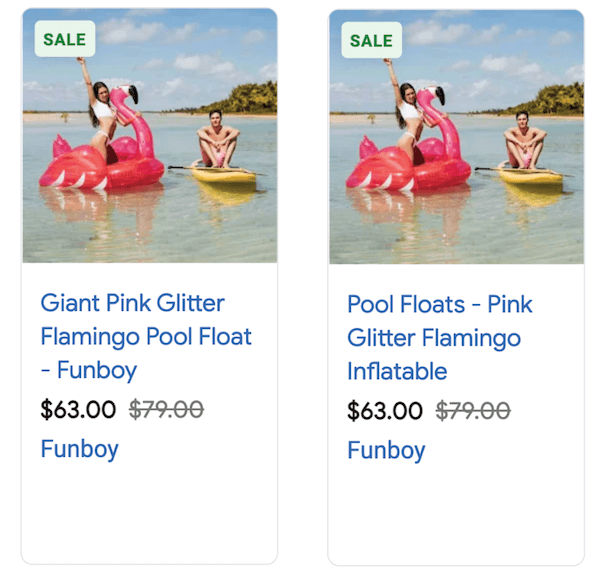 SALE
Giant Pink Glitter
Flamingo Pool Float
- Funboy
$63.00 $79.00
Funboy
SALE
Pool Floats - Pink
Glitter Flamingo
Inflatable
$63.00 $79.00
Funboy